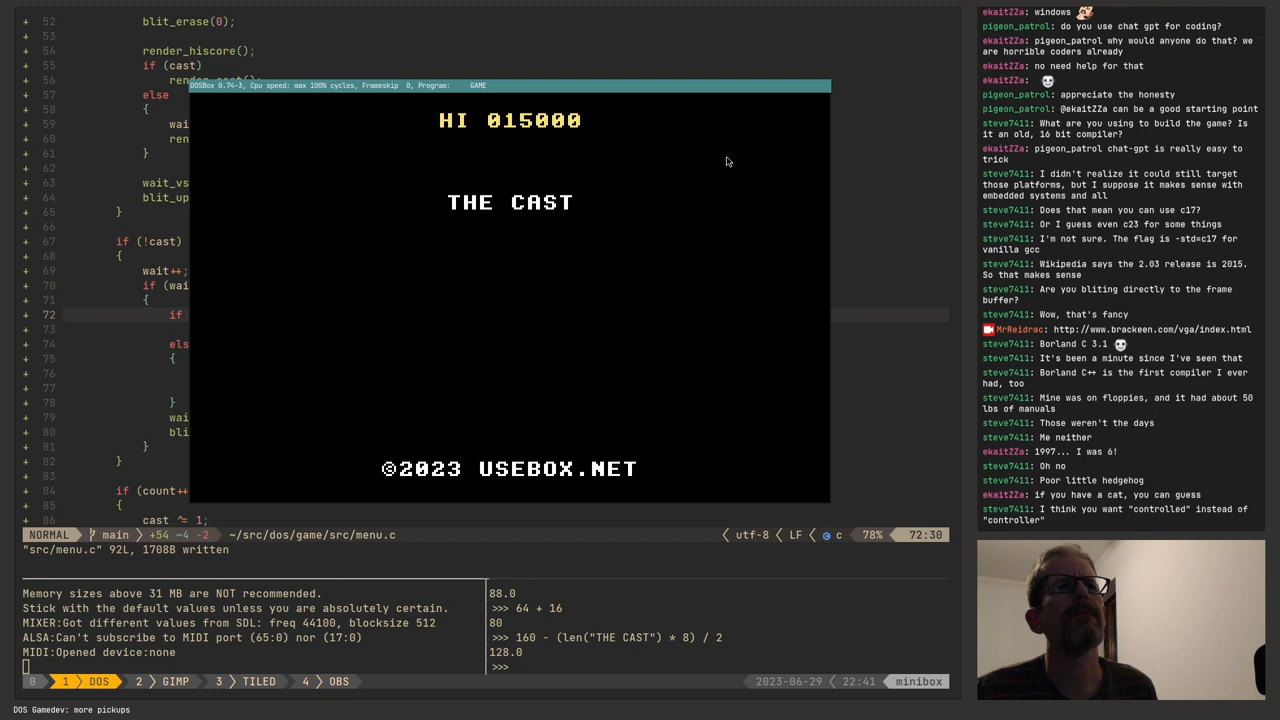 + 52 blit_erase(0);
+ 53
+ 54 render_hiscore();
+ 55 if (cast)
+ 56
+ 57 else
+ 58 {
+ 59 wai
+ 60 ren
+ 61 }
+ 62
+ 63 wait_vs
+ 64 blit_up
+ 65 }
+ 66
+ 67 if (!cast)
+ 68 {
+ 69 wait++;
+ 70 if (wai
+ 71 {
+ 72 if
+ 73
+ 74 els
+ 75 {
+ 76
+ 77
+ 78 }
+ 79 wai
+ 80 bli
+ 81 }
+ 82 }
+ 83
+ 84 if (count++
+ 85 {
+ 86 cast ^= 1;
DOSBox 0.74-3, Cpu speed: max 100% cycles, Frameskip 0, Program: GAME
HI 015000
THE CAST
©2023 USEBOX.NET
NORMAL main +54 ~4 -2 ~/src/dos/game/src/menu.c utf-8 LF c 78% 72:30
"src/menu.c" 92L, 1708B written
Memory sizes above 31 MB are NOT recommended.
Stick with the default values unless you are absolutely certain.
MIXER:Got different values from SDL: freq 44100, blocksize 512
ALSA:Can't subscribe to MIDI port (65:0) nor (17:0)
MIDI:Opened device:none
88.0
>>> 64 + 16
80
>>> 160 - (len("THE CAST") * 8) / 2
128.0
>>>
0 1 DOS 2 GIMP 3 TILED 4 OBS 2023-06-29 22:41 minibox
DOS Gamedev: more pickups
ekaitZZa: windows
pigeon_patrol: do you use chat gpt for coding?
ekaitZZa: pigeon_patrol why would anyone do that? we
are horrible coders already
ekaitZZa: no need help for that
ekaitZZa:
pigeon_patrol: appreciate the honesty
pigeon_patrol: @ekaitZZa can be a good starting point
steve7411: What are you using to build the game? Is
it an old, 16 bit compiler?
ekaitZZa: pigeon_patrol chat-gpt is really easy to
trick
steve7411: I didn't realize it could still target
those platforms, but I suppose it makes sense with
embedded systems and all
steve7411: Does that mean you can use c17?
steve7411: Or I guess even c23 for some things
steve7411: I'm not sure. The flag is -std=c17 for
vanilla gcc
steve7411: Wikipedia says the 2.03 release is 2015.
So that makes sense
steve7411: Are you bliting directly to the frame
buffer?
steve7411: Wow, that's fancy
MrReidrac: http://www.brackeen.com/vga/index.html
steve7411: Borland C 3.1
steve7411: It's been a minute since I've seen that
steve7411: Borland C++ is the first compiler I ever
had, too
steve7411: Mine was on floppies, and it had about 50
lbs of manuals
steve7411: Those weren't the days
steve7411: Me neither
ekaitZZa: 1997... I was 6!
steve7411: Oh no
steve7411: Poor little hedgehog
ekaitZZa: if you have a cat, you can guess
steve7411: I think you want "controlled" instead of
"controller"